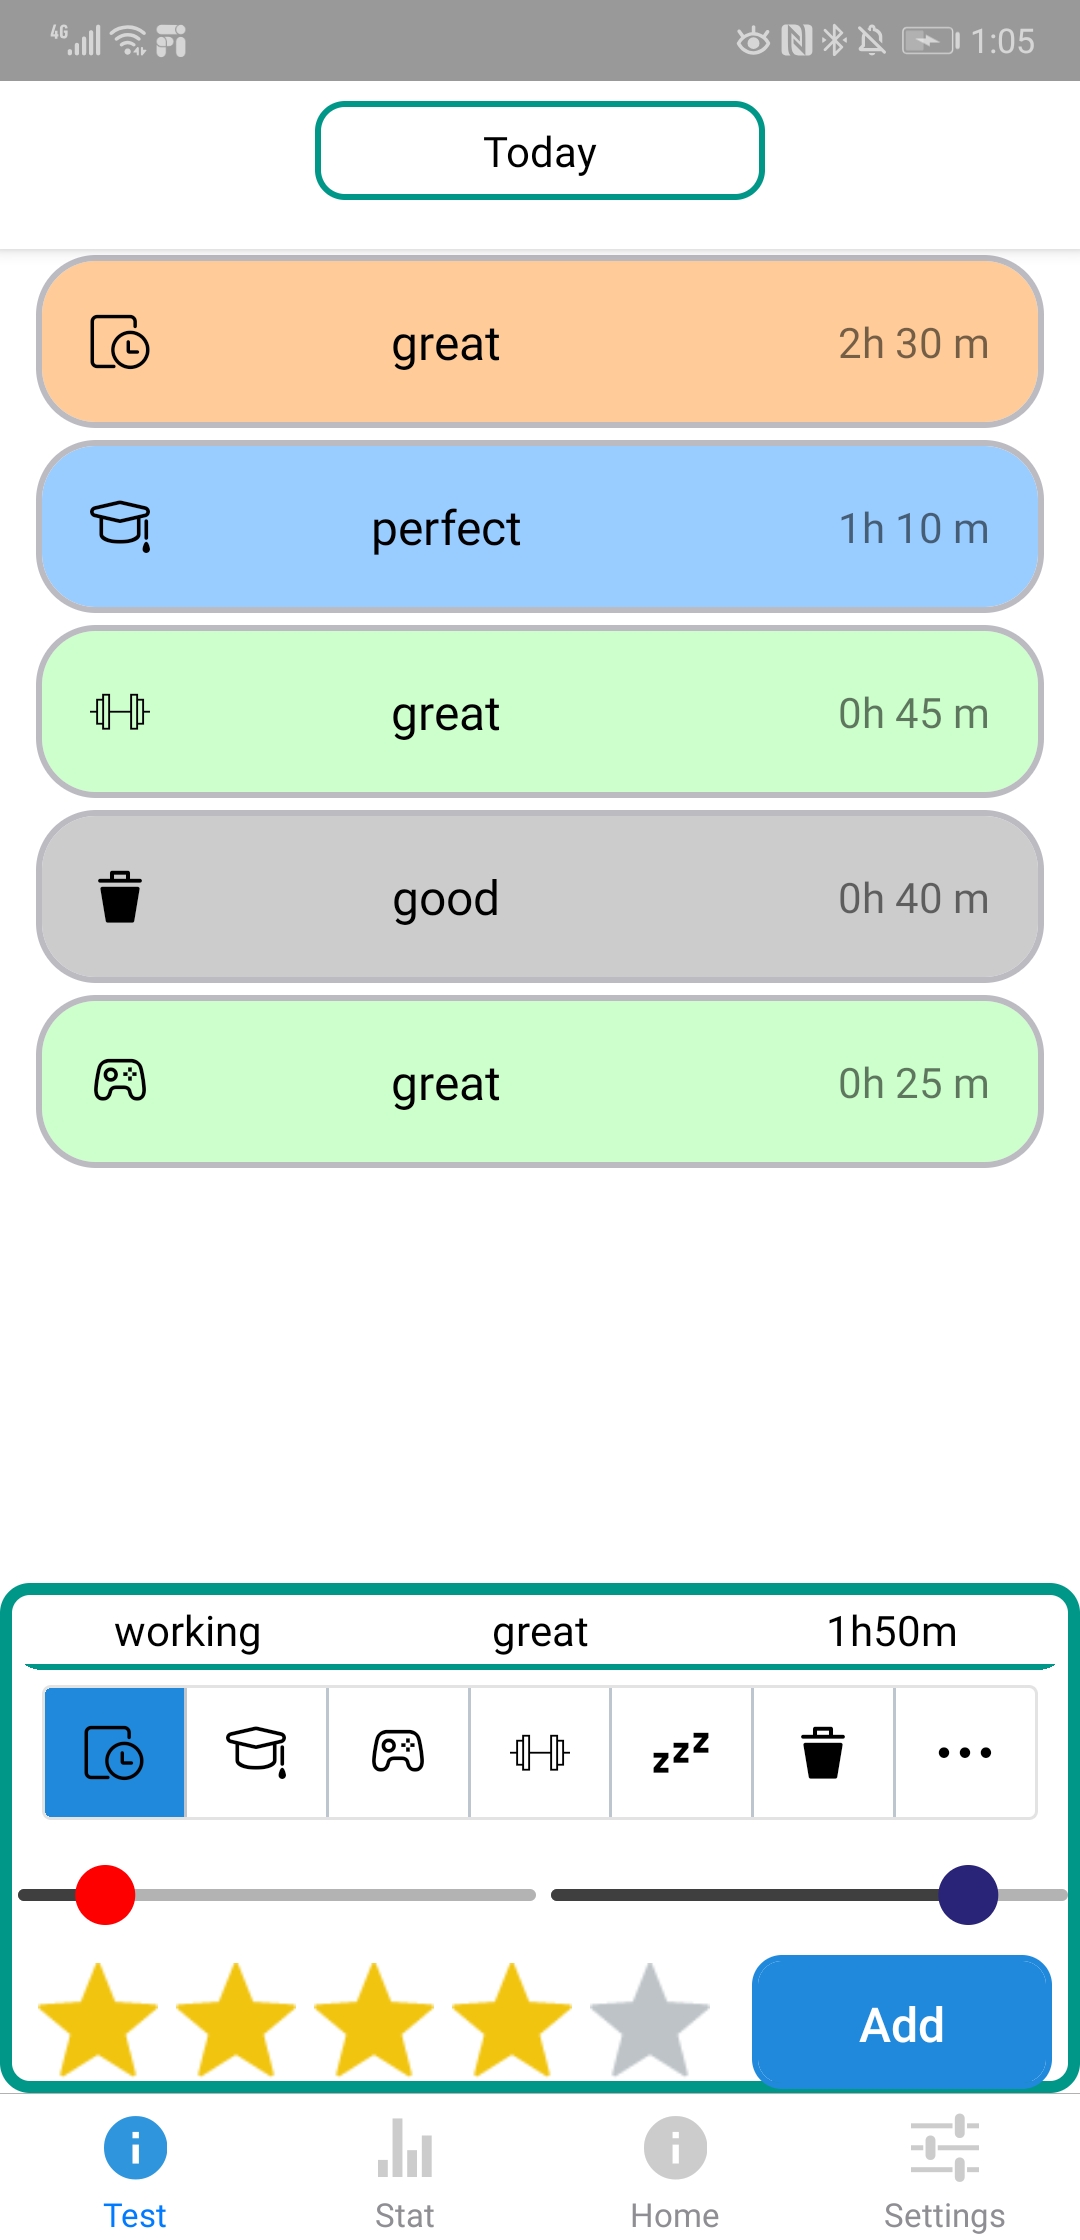 4G 1:05
Today
great 2h 30 m
perfect 1h 10 m
great 0h 45 m
good 0h 40 m
great 0h 25 m
working great 1h50m
zzz
Add
Test Stat Home Settings